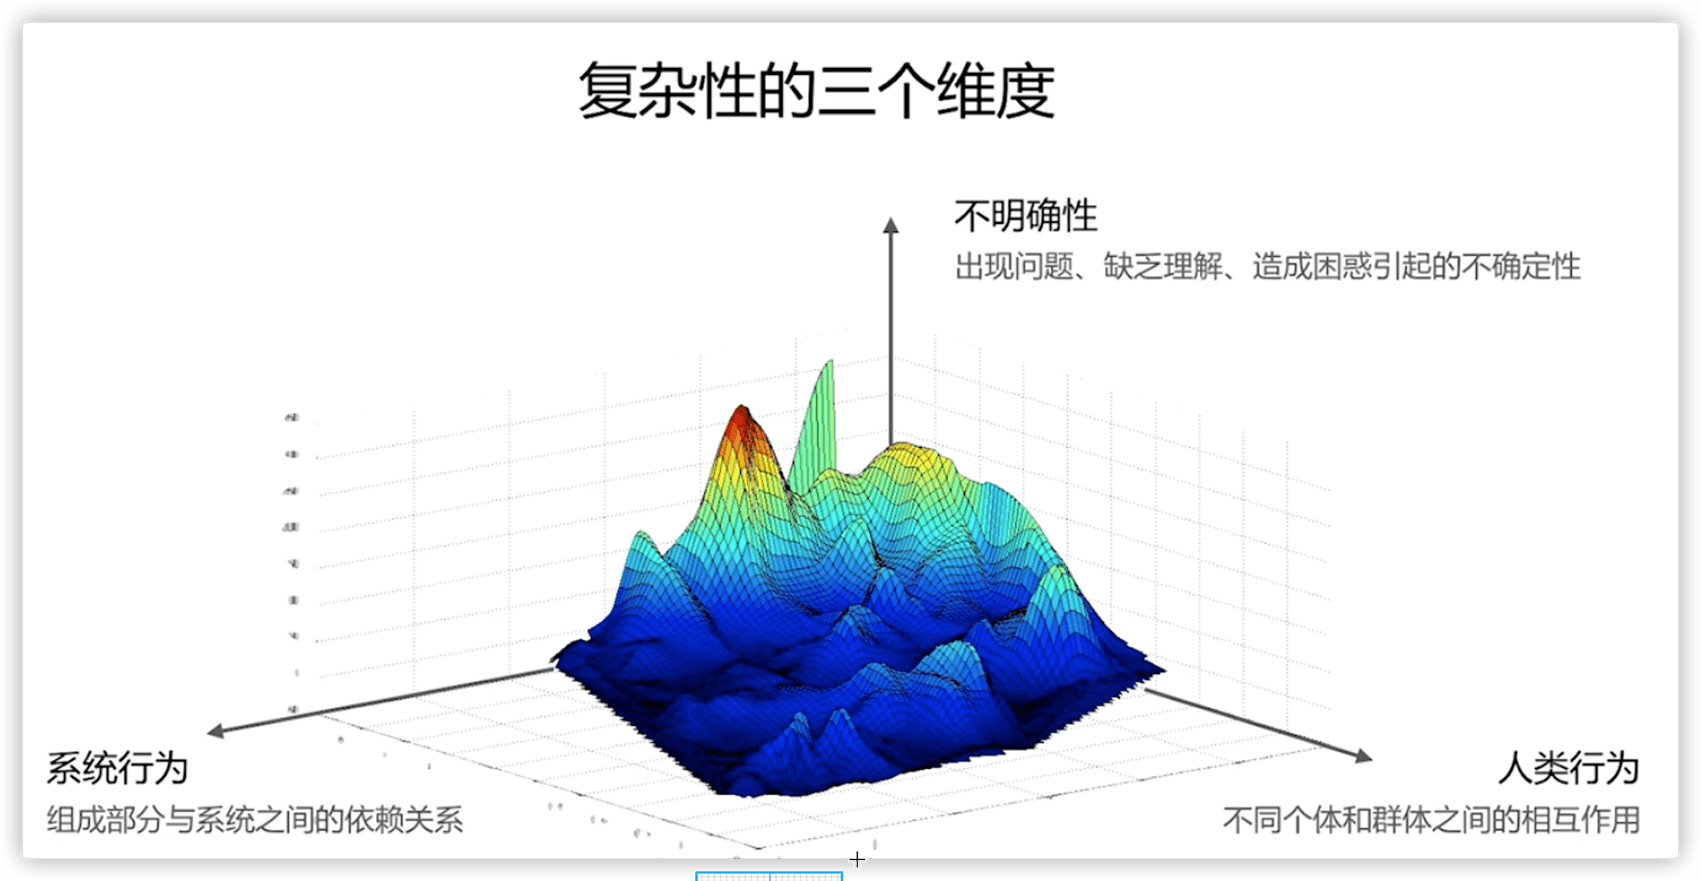 复杂性的三个维度
不明确性
出现问题、缺乏理解、造成困惑引起的不确定性
系统行为
组成部分与系统之间的依赖关系
人类行为
不同个体和群体之间的相互作用